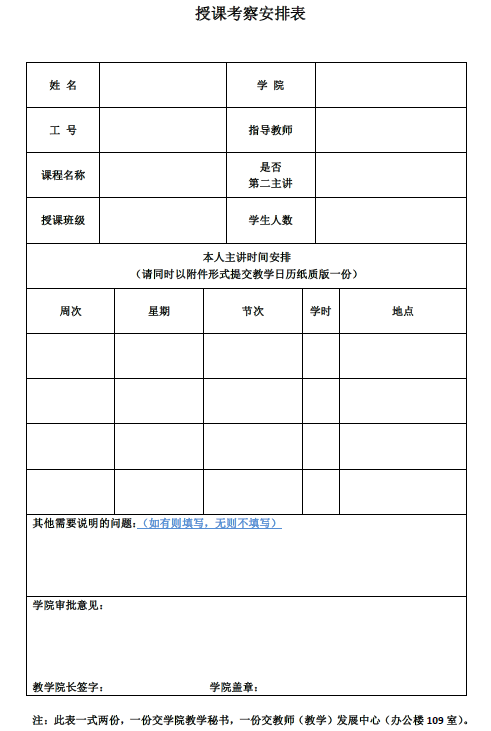 授课考察安排表
姓 名 学 院
工 号 指导教师
课程名称 是否
第二主讲
授课班级 学生人数
本人主讲时间安排
（请同时以附件形式提交教学日历纸质版一份）
周次 星期 节次 学时 地点
其他需要说明的问题:（如有则填写，无则不填写）
学院审批意见：
教学院长签字： 学院盖章：
注：此表一式两份，一份交学院教学秘书，一份交教师（教学）发展中心（办公楼 109 室）。